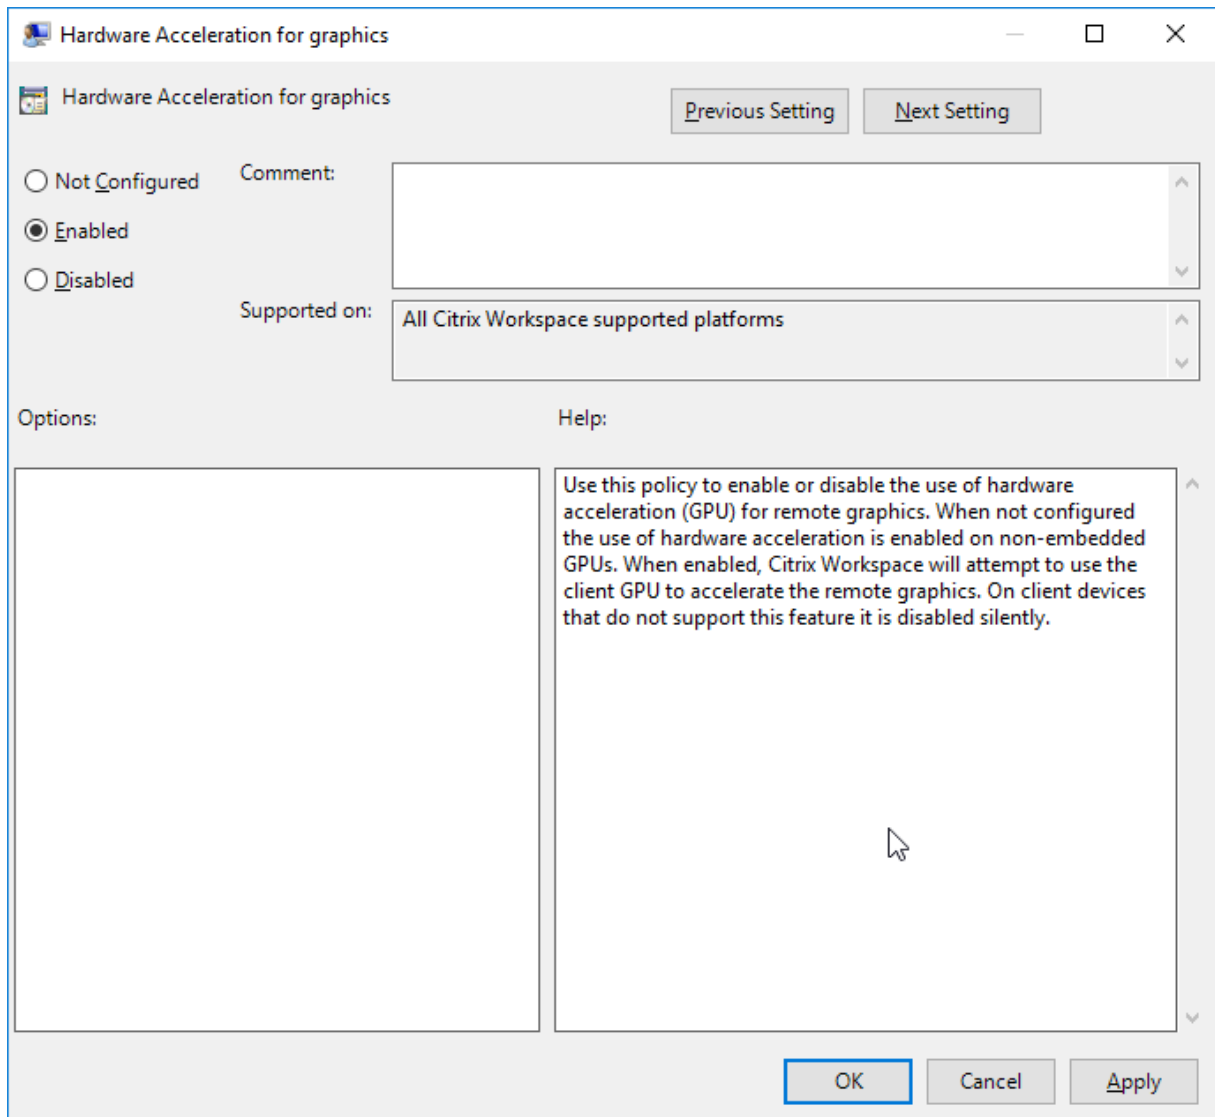 Hardware Acceleration for graphics
Hardware Acceleration for graphics
Previous Setting
Next Setting
Not Configured
Comment:
Enabled
Disabled
Supported on:
All Citrix Workspace supported platforms
Options:
Help:
Use this policy to enable or disable the use of hardware
acceleration (GPU) for remote graphics. When not configured
the use of hardware acceleration is enabled on non-embedded
GPUs. When enabled, Citrix Workspace will attempt to use the
client GPU to accelerate the remote graphics. On client devices
that do not support this feature it is disabled silently.
OK
Cancel
Apply